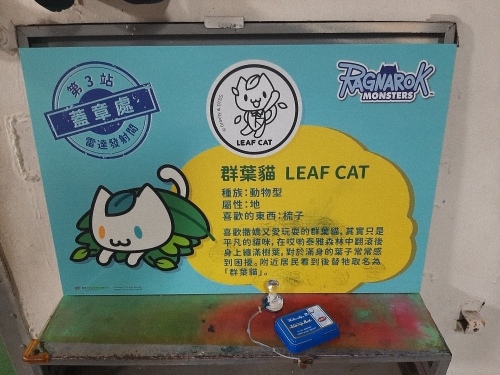 第3站
蓋章處
雷達發射間
LEAF CAT
RAGNAROK
MONSTERS
群葉貓 LEAF CAT
種族:動物型
屬性:地
喜歡的東西:梳子
喜歡撒嬌又愛玩耍的群葉貓,其實只是
平凡的貓咪,在哎喲泰雅森林中翻滾後
身上纏滿樹葉,對於滿身的葉子常常感
到困擾。附近居民看到後替牠取名為
「群葉貓」。